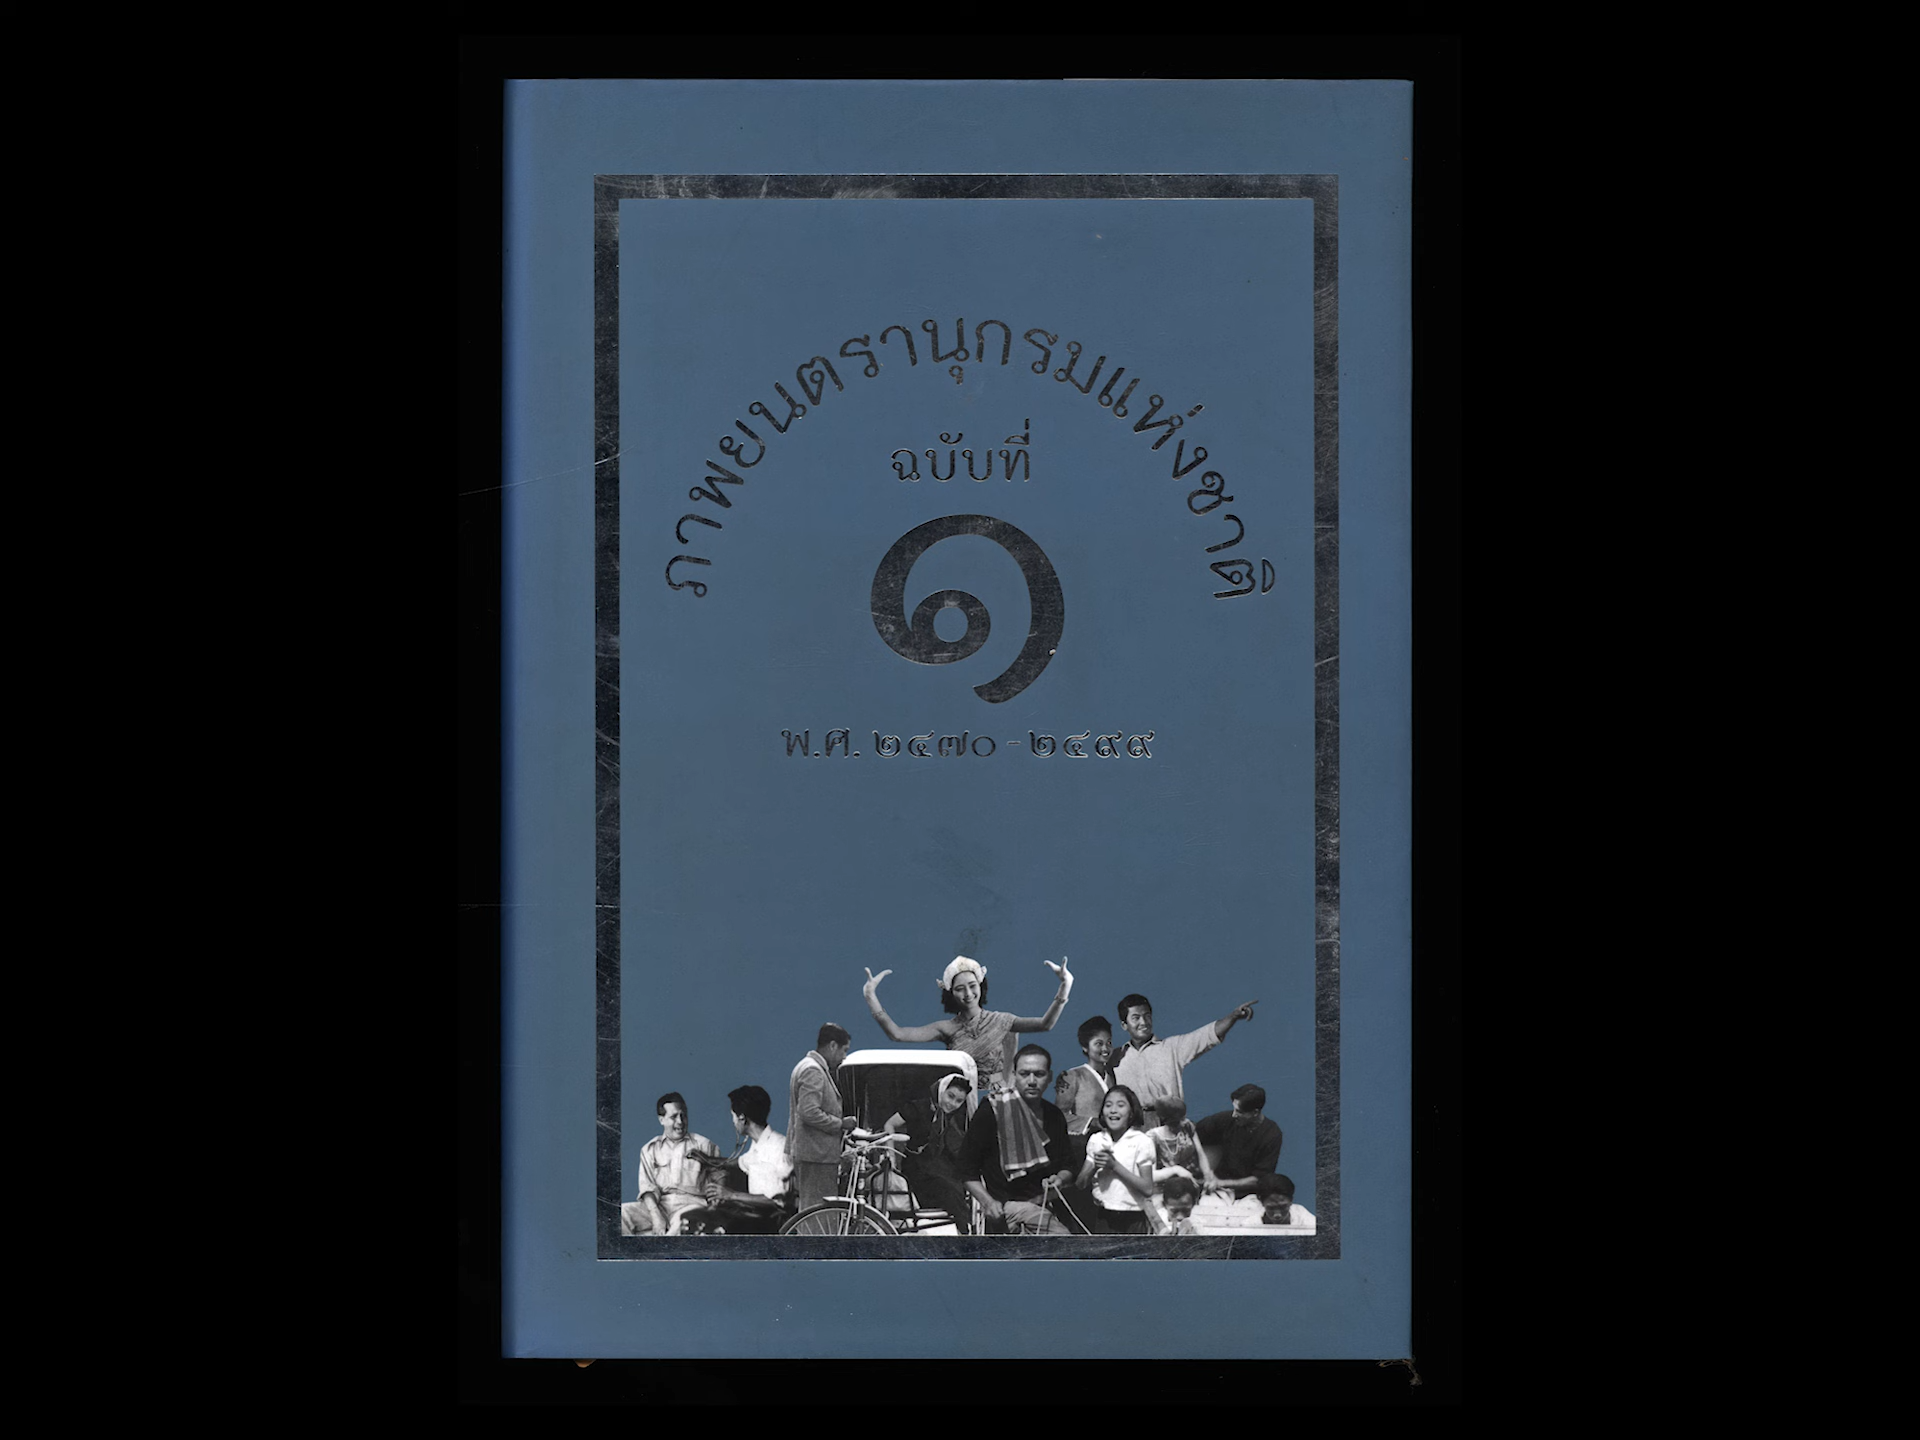 ภาพยนตรานุกรมแห่งชาติ
ฉบับที่
๑
พ.ศ. ๒๔๗๐ - ๒๔๙๙